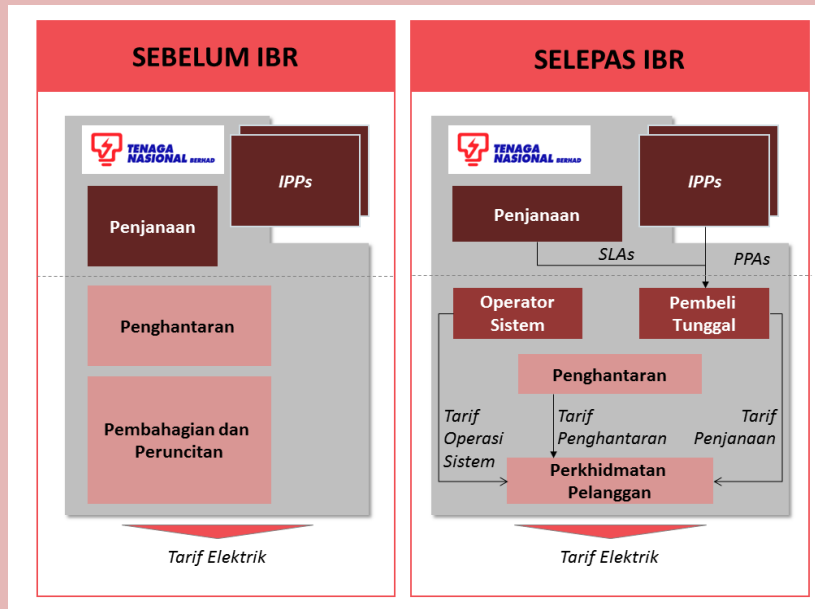 SEBELUM IBR
TENAGA
NASIONAL BERHAD
IPPs
Penjanaan
Penghantaran
Pembahagian dan
Peruncitan
Tarif Elektrik
SELEPAS IBR
TENAGA
NASIONAL BERHAD
IPPs
Penjanaan
SLAs
PPAs
Operator
Sistem
Pembeli
Tunggal
Penghantaran
Tarif
Operasi
Sistem
Tarif
Penghantaran
Tarif
Penjanaan
Perkhidmatan
Pelanggan
Tarif Elektrik